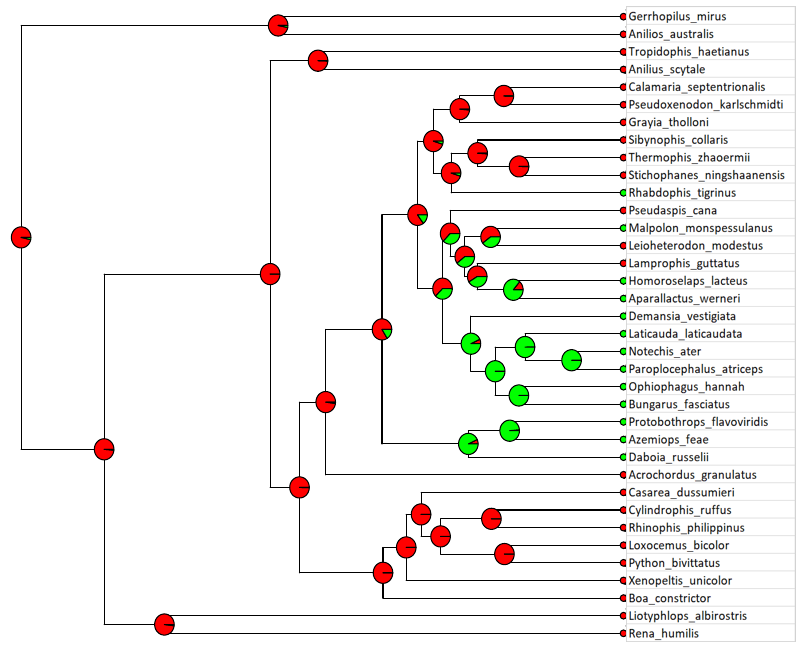 Gerrhopilus_mirus
Anilios_australis
Tropidophis_haetianus
Anilius_scytale
Calamaria_septentrionalis
Pseudoxenodon_karlschmidti
Grayia_tholloni
Sibynophis_collaris
Thermophis_zhaoermii
Stichophanes_ningshaanensis
Rhabdophis_tigrinus
Pseudaspis_cana
Malpolon_monspessulanus
Leioheterodon_modestus
Lamprophis_guttatus
Homoroselaps_lacteus
Aparallactus_werneri
Demansia_vestigiata
Laticauda_laticaudata
Notechis_ater
Paroplocephalus_atriceps
Ophiophagus_hannah
Bungarus_fasciatus
Protobothrops_flavoviridis
Azemiops_feae
Daboia_russelii
Acrochordus_granulatus
Casarea_dussumieri
Cylindrophis_ruffus
Rhinophis_philippinus
Loxocemus_bicolor
Python_bivittatus
Xenopeltis_unicolor
Boa_constrictor
Liotyphlops_albirostris
Rena_humilis